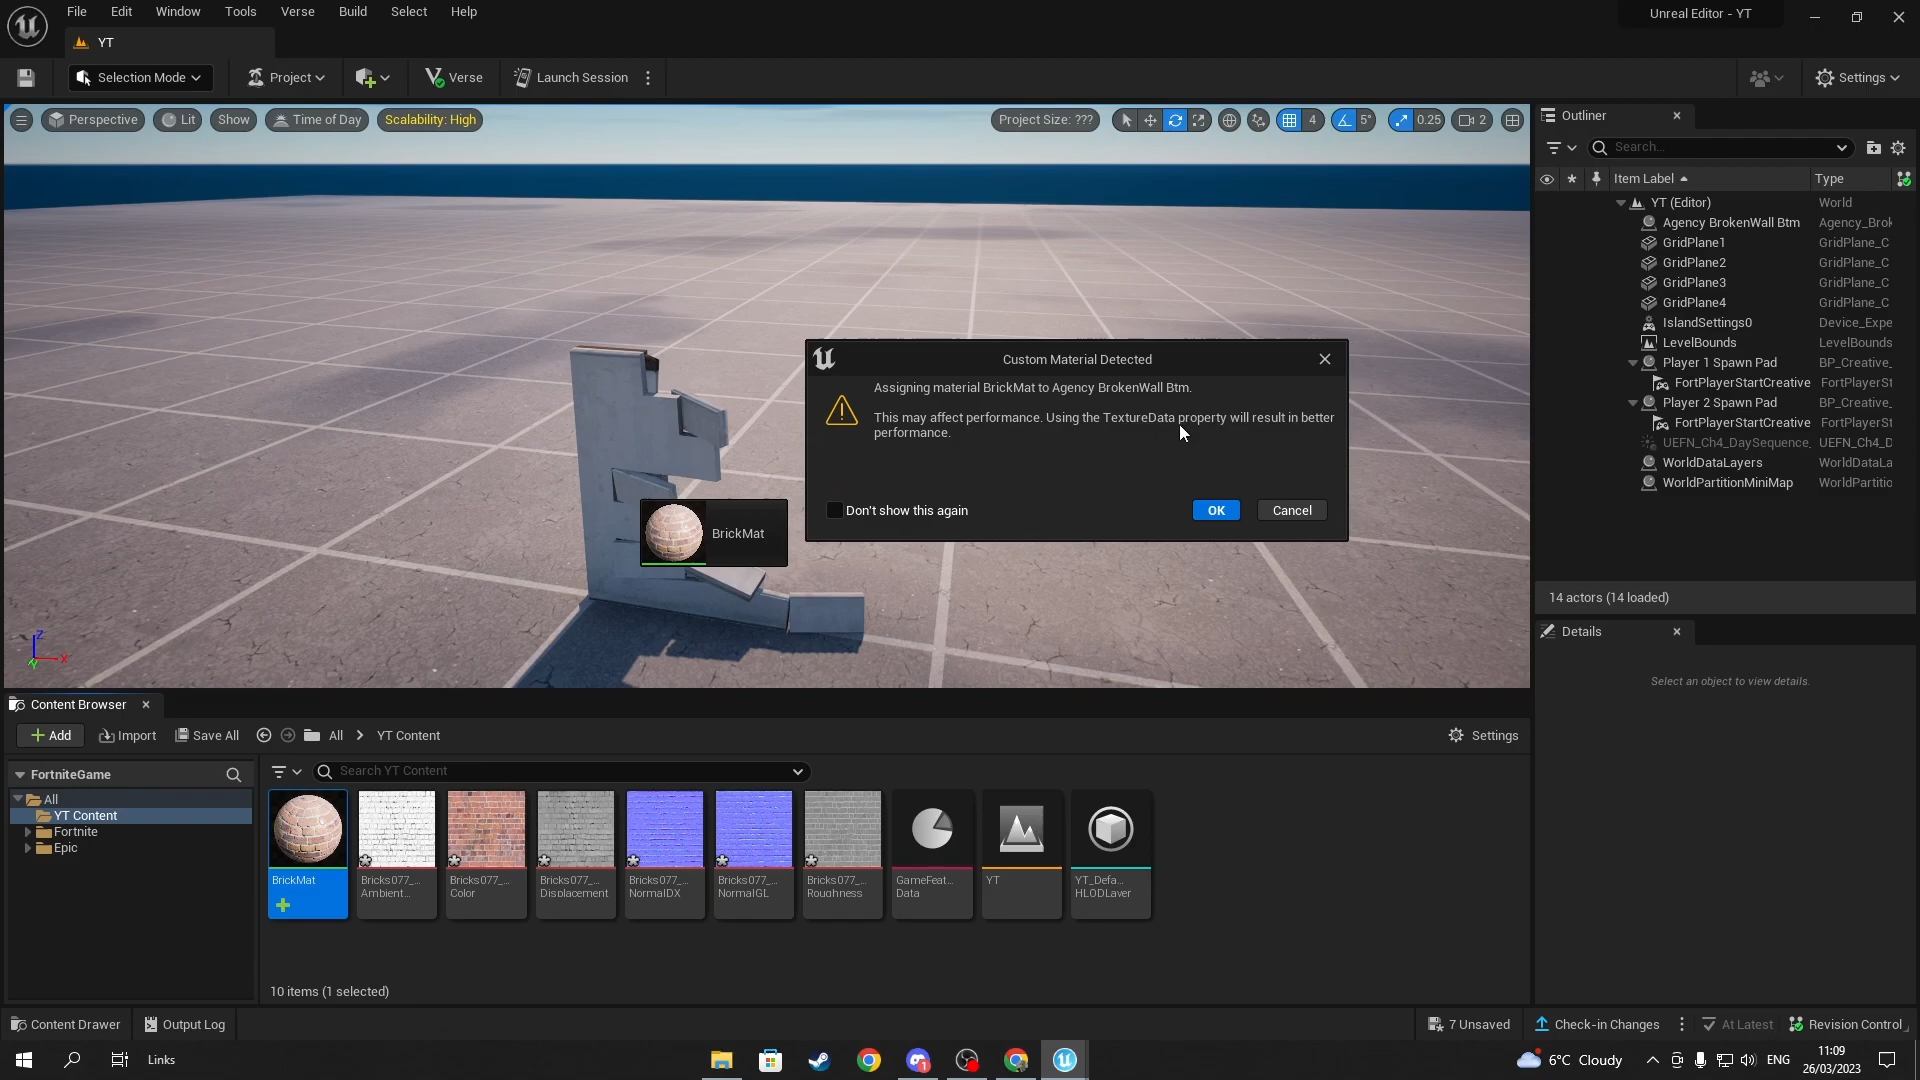 File Edit Window Tools Verse Build Select Help
Unreal Editor - YT
YT
Selection Mode
Project
Verse
Launch Session
Settings
Perspective
Lit
Show
Time of Day
Scalability: High
Project Size: ???
4
5°
0.25
2
Outliner
Search...
Item Label
Type
YT (Editor) World
Agency BrokenWall Btm Agency_Brok
GridPlane1 GridPlane_C
GridPlane2 GridPlane_C
GridPlane3 GridPlane_C
GridPlane4 GridPlane_C
IslandSettings0 Device_Expe
LevelBounds LevelBounds
Player 1 Spawn Pad BP_Creative_
FortPlayerStartCreative FortPlayerSt
Player 2 Spawn Pad BP_Creative_
FortPlayerStartCreative FortPlayerSt
UEFN_Ch4_DaySequence_ UEFN_Ch4_D
WorldDataLayers WorldDataLa
WorldPartitionMiniMap WorldPartitic
14 actors (14 loaded)
Details
Select an object to view details.
Custom Material Detected
Assigning material BrickMat to Agency BrokenWall Btm.
This may affect performance. Using the TextureData property will result in better
performance.
Don't show this again
OK
Cancel
BrickMat
Z
X
Y
Content Browser
Add
Import
Save All
All
YT Content
Settings
FortniteGame
All
YT Content
Fortnite
Epic
Search YT Content
BrickMat
Bricks077_...
Ambient...
Bricks077_...
Color
Bricks077_...
Displacement
Bricks077_...
NormalDX
Bricks077_...
NormalGL
Bricks077_...
Roughness
GameFeat...
Data
YT
YT_Defa...
HLODLayer
10 items (1 selected)
Content Drawer
Output Log
7 Unsaved
Check-in Changes
At Latest
Revision Control
Links
1
6°C Cloudy
ENG
11:09
26/03/2023